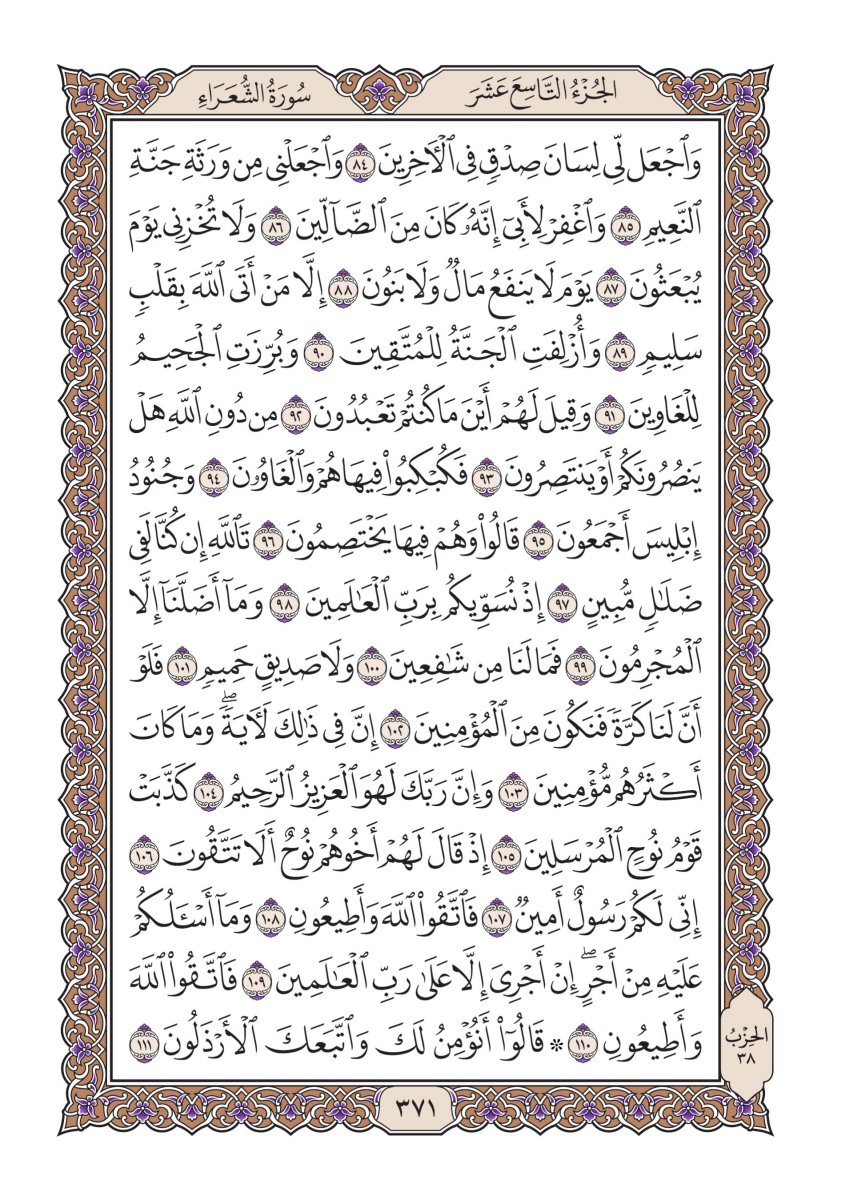 الجُزْءُ التَّاسِعَ عَشَرَ
سُورَةُ الشُّعَرَاءِ
وَٱجْعَل لِّى لِسَانَ صِدْقٍ فِى ٱلْـَٔاخِرِينَ ٨٤ وَٱجْعَلْنِى مِن وَرَثَةِ جَنَّةِ
ٱلنَّعِيمِ ٨٥ وَٱغْفِرْ لِأَبِىٓ إِنَّهُۥ كَانَ مِنَ ٱلضَّآلِّينَ ٨٦ وَلَا تُخْزِنِى يَوْمَ
يُبْعَثُونَ ٨٧ يَوْمَ لَا يَنفَعُ مَالٌ وَلَا بَنُونَ ٨٨ إِلَّا مَنْ أَتَى ٱللَّهَ بِقَلْبٍ
سَلِيمٍ ٨٩ وَأُزْلِفَتِ ٱلْجَنَّةُ لِلْمُتَّقِينَ ٩٠ وَبُرِّزَتِ ٱلْجَحِيمُ
لِلْغَاوِينَ ٩١ وَقِيلَ لَهُمْ أَيْنَ مَا كُنتُمْ تَعْبُدُونَ ٩٢ مِن دُونِ ٱللَّهِ هَلْ
يَنصُرُونَكُمْ أَوْ يَنتَصِرُونَ ٩٣ فَكُبْكِبُوا۟ فِيهَا هُمْ وَٱلْغَاوُۥنَ ٩٤ وَجُنُودُ
إِبْلِيسَ أَجْمَعُونَ ٩٥ قَالُوا۟ وَهُمْ فِيهَا يَخْتَصِمُونَ ٩٦ تَٱللَّهِ إِن كُنَّا لَفِى
ضَلَٰلٍ مُّبِينٍ ٩٧ إِذْ نُسَوِّيكُم بِرَبِّ ٱلْعَٰلَمِينَ ٩٨ وَمَآ أَضَلَّنَآ إِلَّا
ٱلْمُجْرِمُونَ ٩٩ فَمَا لَنَا مِن شَٰفِعِينَ ١٠٠ وَلَا صَدِيقٍ حَمِيمٍ ١٠١ فَلَوْ
أَنَّ لَنَا كَرَّةً فَنَكُونَ مِنَ ٱلْمُؤْمِنِينَ ١٠٢ إِنَّ فِى ذَٰلِكَ لَـَٔايَةً ۖ وَمَا كَانَ
أَكْثَرُهُم مُّؤْمِنِينَ ١٠٣ وَإِنَّ رَبَّكَ لَهُوَ ٱلْعَزِيزُ ٱلرَّحِيمُ ١٠٤ كَذَّبَتْ
قَوْمُ نُوحٍ ٱلْمُرْسَلِينَ ١٠٥ إِذْ قَالَ لَهُمْ أَخُوهُمْ نُوحٌ أَلَا تَتَّقُونَ ١٠٦
إِنِّى لَكُمْ رَسُولٌ أَمِينٌ ١٠٧ فَٱتَّقُوا۟ ٱللَّهَ وَأَطِيعُونِ ١٠٨ وَمَآ أَسْـَٔلُكُمْ
عَلَيْهِ مِنْ أَجْرٍ ۖ إِنْ أَجْرِىَ إِلَّا عَلَىٰ رَبِّ ٱلْعَٰلَمِينَ ١٠٩ فَٱتَّقُوا۟ ٱللَّهَ
وَأَطِيعُونِ ١١٠ * قَالُوٓا۟ أَنُؤْمِنُ لَكَ وَٱتَّبَعَكَ ٱلْأَرْذَلُونَ ١١١
الحِزْبُ
٣٨
٣٧١